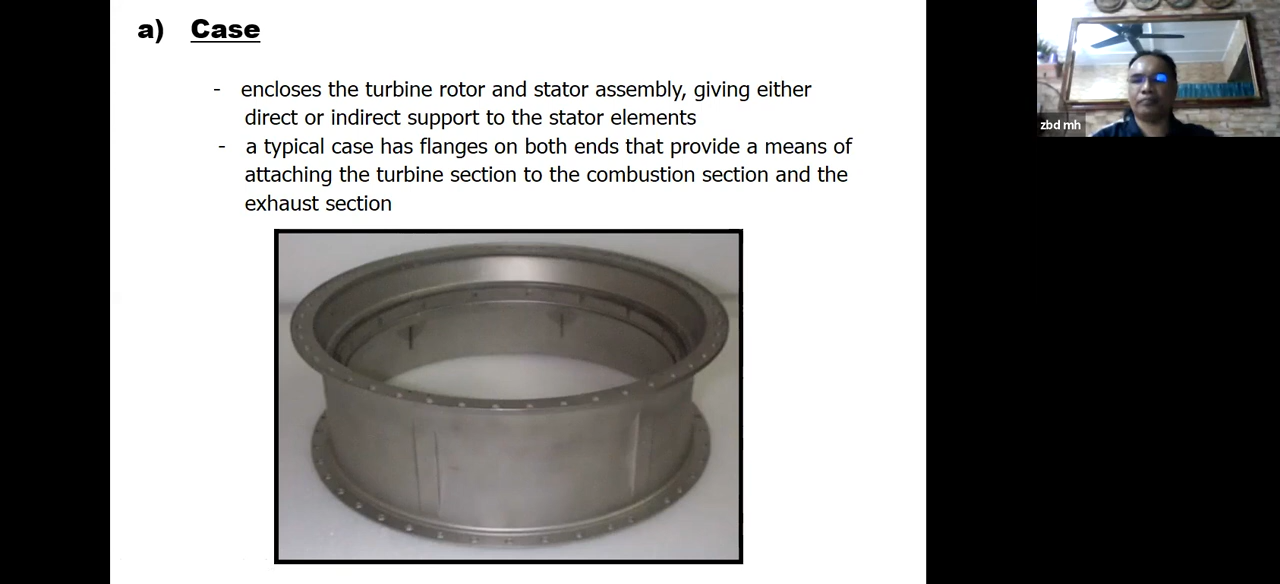 a) Case
- encloses the turbine rotor and stator assembly, giving either
direct or indirect support to the stator elements
- a typical case has flanges on both ends that provide a means of
attaching the turbine section to the combustion section and the
exhaust section
zbd mh